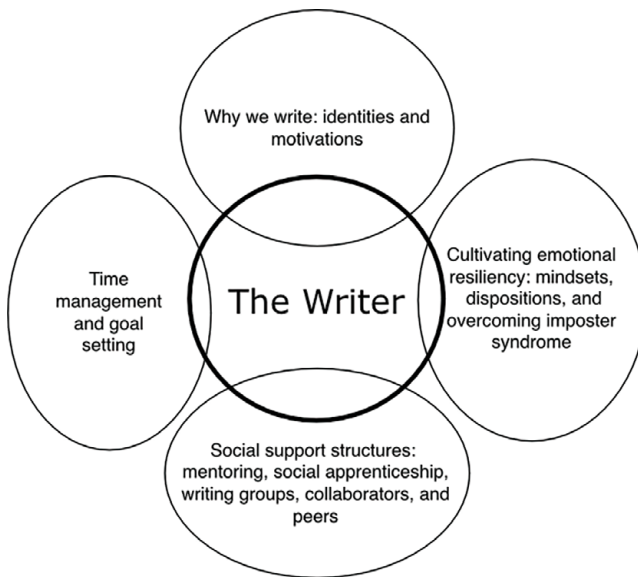 Why we write: identities and
motivations
Time
management
and goal
setting
The Writer
Cultivating emotional
resiliency: mindsets,
dispositions, and
overcoming imposter
syndrome
Social support structures:
mentoring, social apprenticeship,
writing groups, collaborators, and
peers